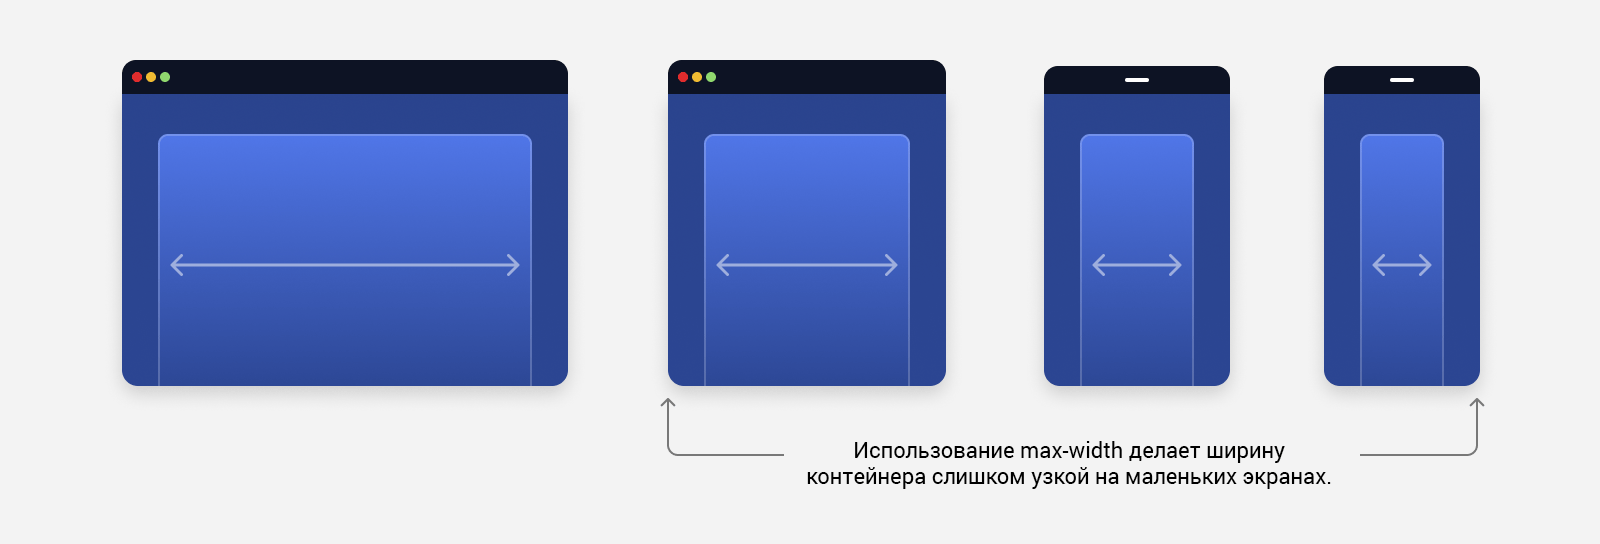 Использование max-width делает ширину
контейнера слишком узкой на маленьких экранах.